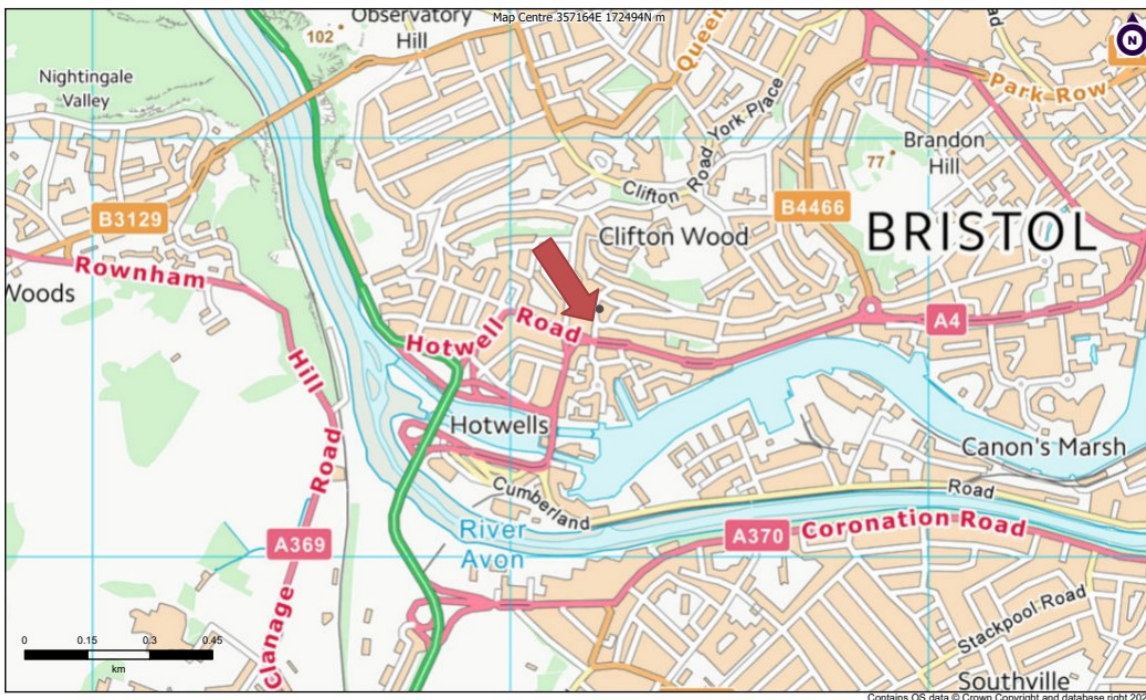 Map Centre 357164E 172494N m
Observatory
Hill
102
Queen
Road
N
Nightingale
Valley
Park Row
Clifton Road York Place
Brandon
Hill
77
B3129
B4466
Clifton Wood
BRISTOL
Rownham
Woods
Hill
Hotwell Road
A4
Hotwells
Canon's Marsh
Road
Cumberland
Road
River
Avon
A369
A370
Coronation Road
Clanage
Stackpool Road
Southville
0 0.15 0.3 0.45
km